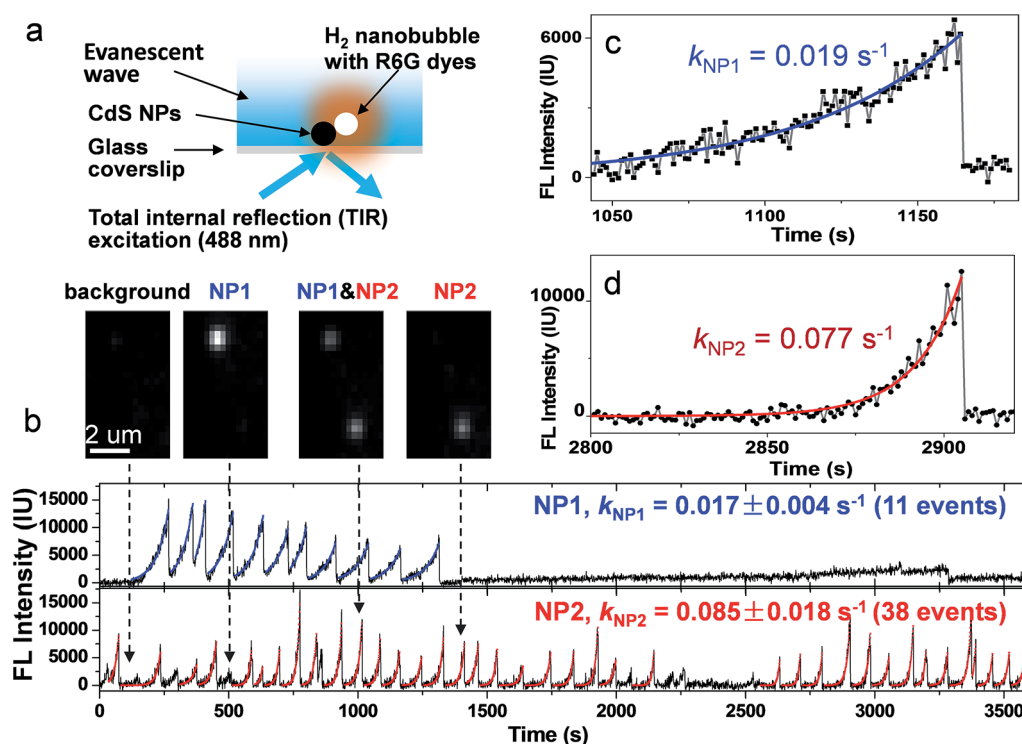 a
Evanescent
wave
CdS NPs
Glass
coverslip
H₂ nanobubble
with R6G dyes
Total internal reflection (TIR)
excitation (488 nm)
c
kNP1 = 0.019 s⁻¹
FL Intensity (IU)
6000
0
1050 1100 1150
Time (s)
d
kNP2 = 0.077 s⁻¹
FL Intensity (IU)
10000
0
2800 2850 2900
Time (s)
b
background NP1 NP1&NP2 NP2
2 um
FL Intensity (IU)
15000
10000
5000
0
NP1, kNP1 = 0.017±0.004 s⁻¹ (11 events)
15000
10000
5000
0
NP2, kNP2 = 0.085±0.018 s⁻¹ (38 events)
0 500 1000 1500 2000 2500 3000 3500
Time (s)